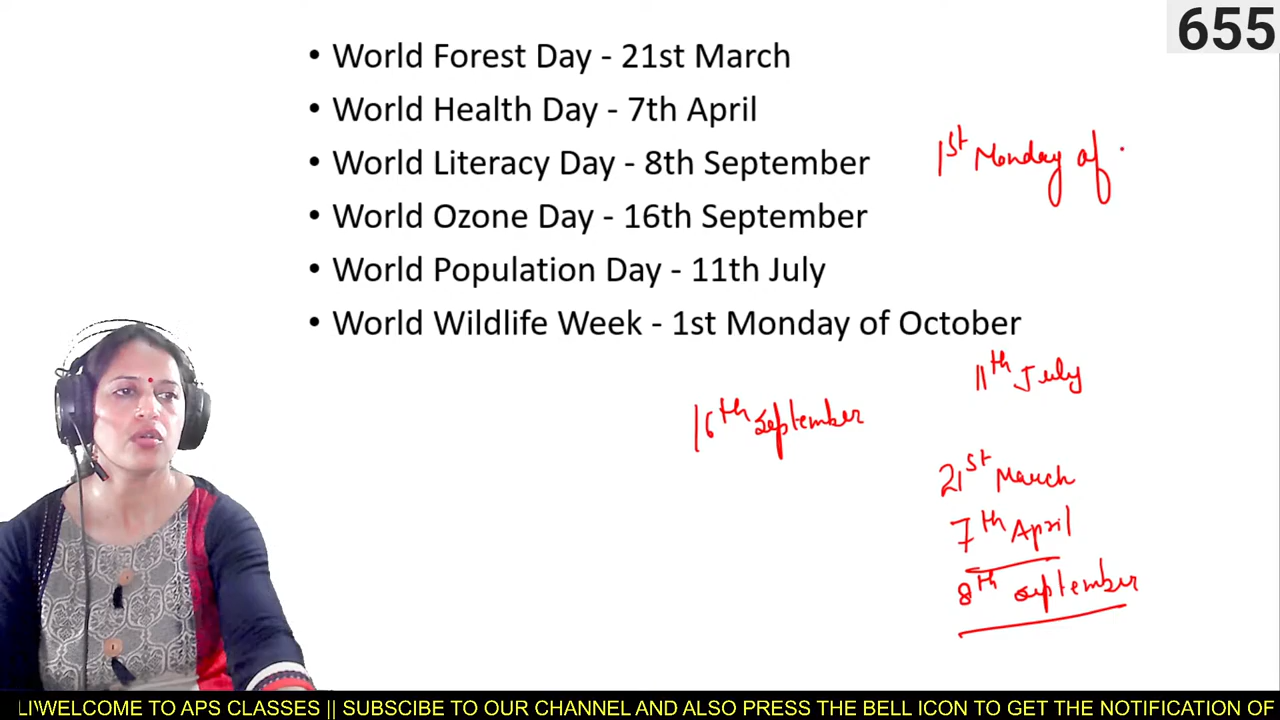 655
• World Forest Day - 21st March
• World Health Day - 7th April
• World Literacy Day - 8th September
• World Ozone Day - 16th September
• World Population Day - 11th July
• World Wildlife Week - 1st Monday of October
1st Monday of
11th July
16th September
21st March
7th April
8th September
LI\WELCOME TO APS CLASSES || SUBSCIBE TO OUR CHANNEL AND ALSO PRESS THE BELL ICON TO GET THE NOTIFICATION OF